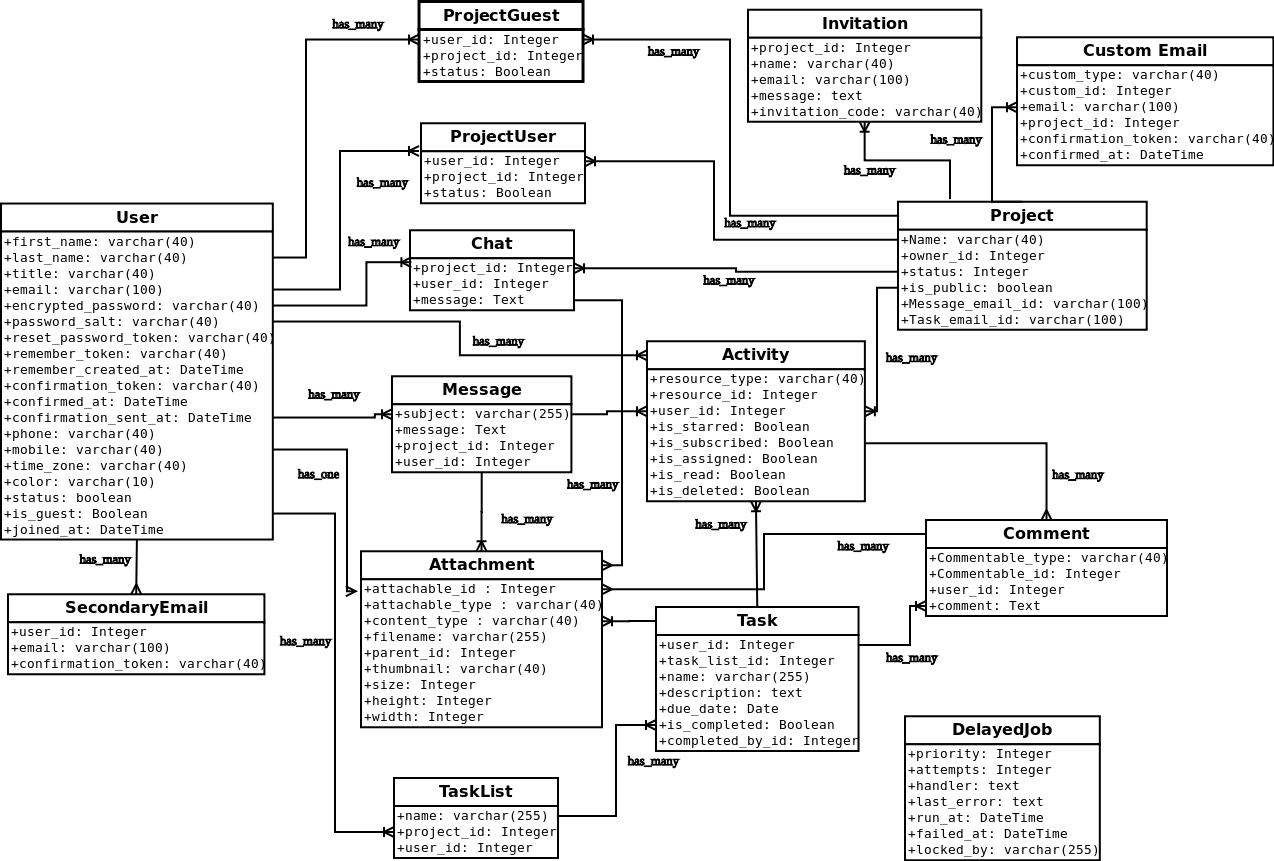 ProjectGuest
+user_id: Integer
+project_id: Integer
+status: Boolean
has_many
has_many
Invitation
+project_id: Integer
+name: varchar(40)
+email: varchar(100)
+message: text
+invitation_code: varchar(40)
Custom Email
+custom_type: varchar(40)
+custom_id: Integer
+email: varchar(100)
+project_id: Integer
+confirmation_token: varchar(40)
+confirmed_at: DateTime
has_many
has_many
ProjectUser
+user_id: Integer
+project_id: Integer
+status: Boolean
has_many
has_many
User
+first_name: varchar(40)
+last_name: varchar(40)
+title: varchar(40)
+email: varchar(100)
+encrypted_password: varchar(40)
+password_salt: varchar(40)
+reset_password_token: varchar(40)
+remember_token: varchar(40)
+remember_created_at: DateTime
+confirmation_token: varchar(40)
+confirmed_at: DateTime
+confirmation_sent_at: DateTime
+phone: varchar(40)
+mobile: varchar(40)
+time_zone: varchar(40)
+color: varchar(10)
+status: boolean
+is_guest: Boolean
+joined_at: DateTime
has_many
Chat
+project_id: Integer
+user_id: Integer
+message: Text
has_many
Project
+Name: varchar(40)
+owner_id: Integer
+status: Integer
+is_public: boolean
+Message_email_id: varchar(100)
+Task_email_id: varchar(100)
has_many
has_many
has_many
Message
+subject: varchar(255)
+message: Text
+project_id: Integer
+user_id: Integer
Activity
+resource_type: varchar(40)
+resource_id: Integer
+user_id: Integer
+is_starred: Boolean
+is_subscribed: Boolean
+is_assigned: Boolean
+is_read: Boolean
+is_deleted: Boolean
has_one
has_many
has_many
has_many
has_many
has_many
has_many
Attachment
+attachable_id : Integer
+attachable_type : varchar(40)
+content_type : varchar(40)
+filename: varchar(255)
+parent_id: Integer
+thumbnail: varchar(40)
+size: Integer
+height: Integer
+width: Integer
Comment
+Commentable_type: varchar(40)
+Commentable_id: Integer
+user_id: Integer
+comment: Text
SecondaryEmail
+user_id: Integer
+email: varchar(100)
+confirmation_token: varchar(40)
has_many
Task
+user_id: Integer
+task_list_id: Integer
+name: varchar(255)
+description: text
+due_date: Date
+is_completed: Boolean
+completed_by_id: Integer
has_many
has_many
TaskList
+name: varchar(255)
+project_id: Integer
+user_id: Integer
DelayedJob
+priority: Integer
+attempts: Integer
+handler: text
+last_error: text
+run_at: DateTime
+failed_at: DateTime
+locked_by: varchar(255)